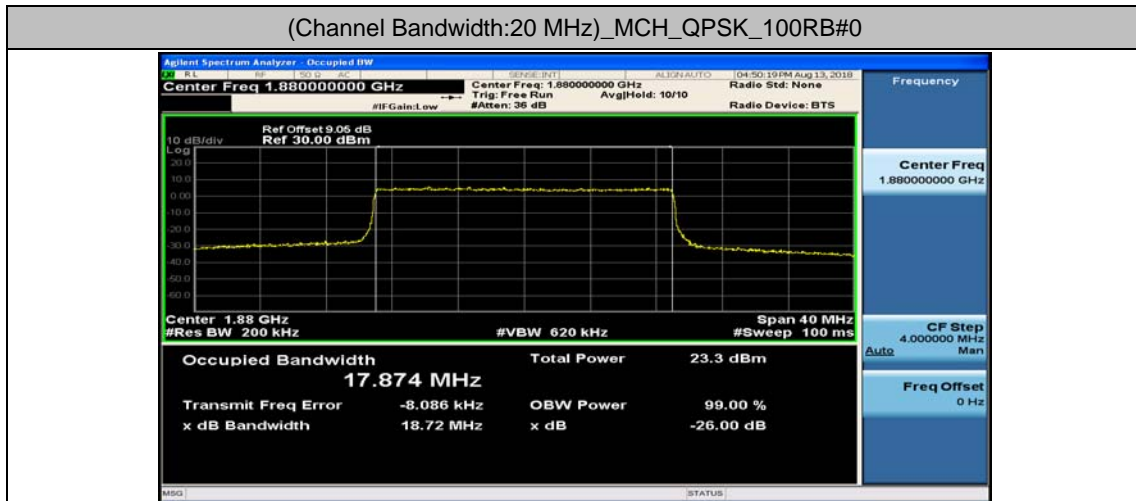 (Channel Bandwidth:20 MHz)_MCH_QPSK_100RB#0
Agilent Spectrum Analyzer - Occupied BW
RL RF 50 Ω AC SENSE:INT ALIGN AUTO 04:50:19 PM Aug 13, 2018
Center Freq 1.880000000 GHz
Center Freq: 1.880000000 GHz
Radio Std: None
Trig: Free Run Avg|Hold: 10/10
#IFGain:Low #Atten: 36 dB Radio Device: BTS
Ref Offset 9.05 dB
10 dB/div Ref 30.00 dBm
Log
20.0
10.0
0.00
-10.0
-20.0
-30.0
-40.0
-50.0
-60.0
Center 1.88 GHz Span 40 MHz
#Res BW 200 kHz #VBW 620 kHz #Sweep 100 ms
Occupied Bandwidth Total Power 23.3 dBm
17.874 MHz
Transmit Freq Error -8.086 kHz OBW Power 99.00 %
x dB Bandwidth 18.72 MHz x dB -26.00 dB
MSG STATUS
Frequency
Center Freq
1.880000000 GHz
CF Step
4.000000 MHz
Auto Man
Freq Offset
0 Hz